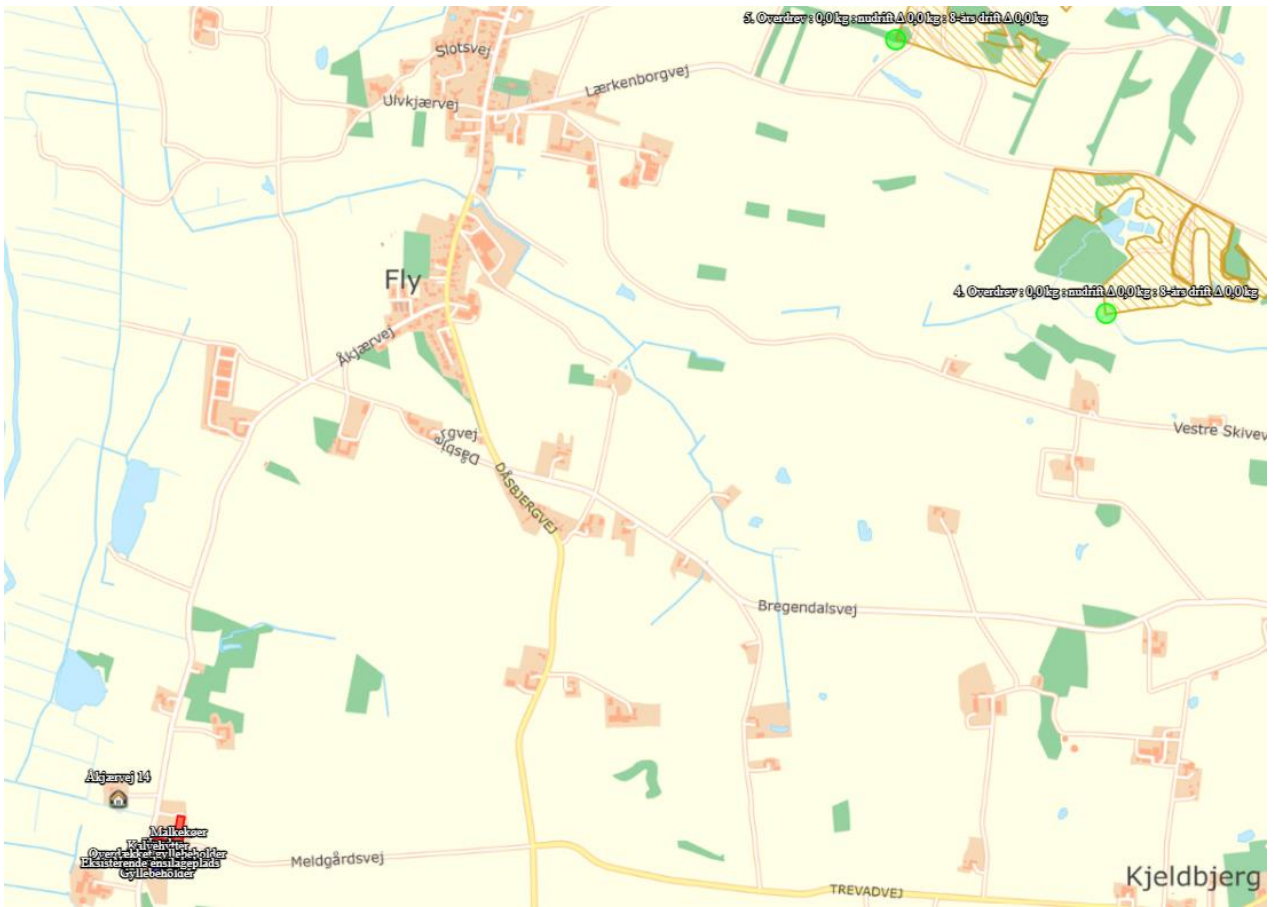 5. Overdrev : 0,0 kg : nudrift Δ 0,0 kg : 8-års drift Δ 0,0 kg
Slotsvej
Lærkenborgvej
Ulvkjærvej
Fly
4. Overdrev : 0,0 kg : nudrift Δ 0,0 kg : 8-års drift Δ 0,0 kg
Åkjærvej
Vestre Skivev
rgvej
Dåsbje
DÅSBJERGVEJ
Bregendalsvej
Åkjærvej 14
Malkekøer
Kalvehytter
Overdækket gyllebeholder
Eksisterende ensilageplads
Gyllebeholder
Meldgårdsvej
Kjeldbjerg
TREVADVEJ